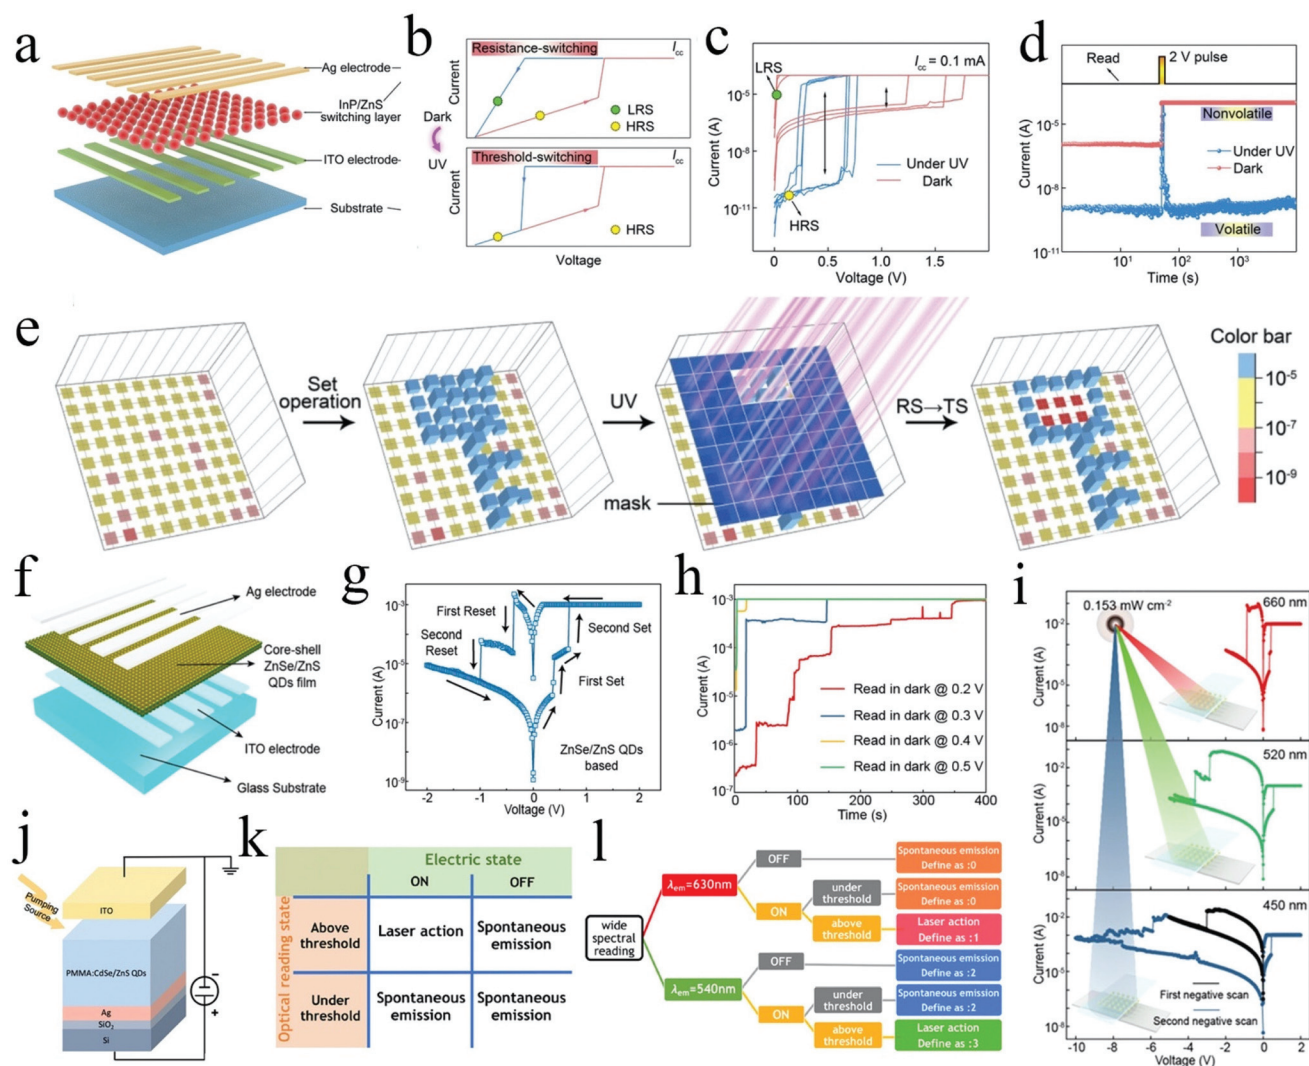 a
Ag electrode
InP/ZnS
switching layer
ITO electrode
Substrate
b
Resistance-switching
Icc
Current
LRS
HRS
Dark
UV
Threshold-switching
Icc
Current
HRS
Voltage
c
Icc = 0.1 mA
LRS
10⁻⁵
10⁻⁸
10⁻¹¹
Current (A)
Under UV
Dark
HRS
0
0.5
1.0
1.5
Voltage (V)
d
Read
2 V pulse
Nonvolatile
10⁻⁵
10⁻⁸
10⁻¹¹
Current (A)
Under UV
Dark
Volatile
10¹
10²
10³
Time (s)
e
Set
operation
UV
mask
RS→TS
Color bar
10⁻⁵
10⁻⁷
10⁻⁹
f
Ag electrode
Core-shell
ZnSe/ZnS
QDs film
ITO electrode
Glass Substrate
g
10⁻³
10⁻⁵
10⁻⁷
10⁻⁹
Current (A)
First Reset
Second
Reset
Second Set
First Set
ZnSe/ZnS QDs
based
-2
-1
0
1
2
Voltage (V)
h
10⁻³
10⁻⁴
10⁻⁵
10⁻⁶
10⁻⁷
Current (A)
Read in dark @ 0.2 V
Read in dark @ 0.3 V
Read in dark @ 0.4 V
Read in dark @ 0.5 V
0
100
200
300
400
Time (s)
i
0.153 mW cm⁻²
660 nm
10⁻²
10⁻⁵
10⁻⁸
Current (A)
520 nm
10⁻²
10⁻⁵
10⁻⁸
Current (A)
450 nm
10⁻²
10⁻⁵
10⁻⁸
Current (A)
First negative scan
Second negative scan
-10
-8
-6
-4
-2
0
2
Voltage (V)
j
Pumping
Source
ITO
PMMA:CdSe/ZnS QDs
Ag
SiO₂
Si
−
+
k
Electric state
ON
OFF
Optical reading state
Above
threshold
Laser action
Spontaneous
emission
Under
threshold
Spontaneous
emission
Spontaneous
emission
l
wide
spectral
reading
λem=630nm
OFF
Spontaneous emission
Define as :0
ON
under
threshold
Spontaneous emission
Define as :0
above
threshold
Laser action
Define as :1
λem=540nm
OFF
Spontaneous emission
Define as :2
ON
under
threshold
Spontaneous emission
Define as :2
above
threshold
Laser action
Define as :3